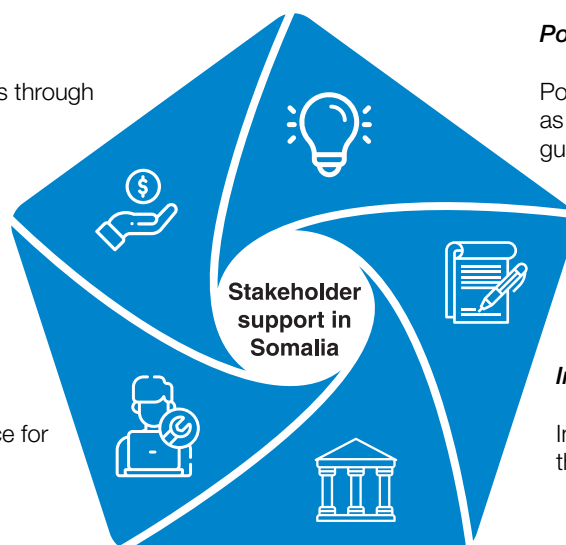 Po
s through
Po
as
gu
$
Stakeholder
support in
Somalia
In
ce for
In
th